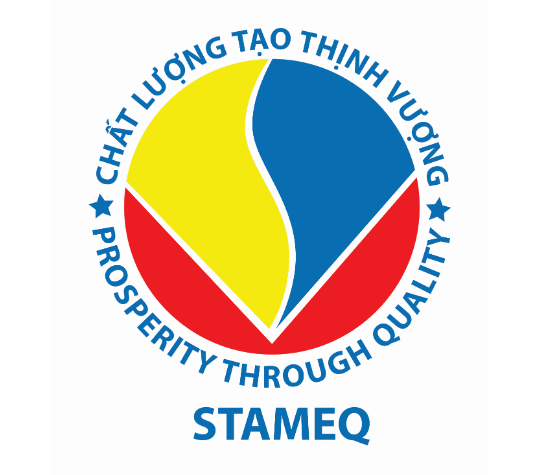 CHẤT LƯỢNG TẠO THỊNH VƯỢNG
PROSPERITY THROUGH QUALITY
STAMEQ